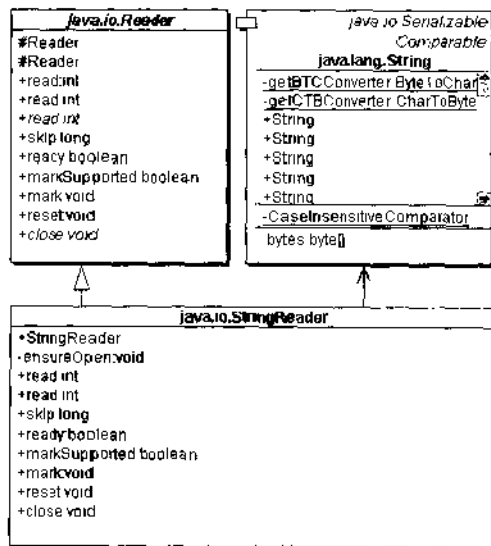 java.io.Reader
#Reader
#Reader
+read:int
+read int
+read int
+skip long
+ready boolean
+markSupported boolean
+mark void
+reset void
+close void
java io Serializable
Comparable
java.lang.String
-getBTCConverter ByteToChar
-getCTBConverter CharToByte
+String
+String
+String
+String
+String
-CaseInsensitiveComparator
bytes byte[]
java.io.StringReader
+StringReader
-ensureOpen:void
+read int
+read int
+skip long
+ready boolean
+markSupported boolean
+mark void
+reset void
+close void